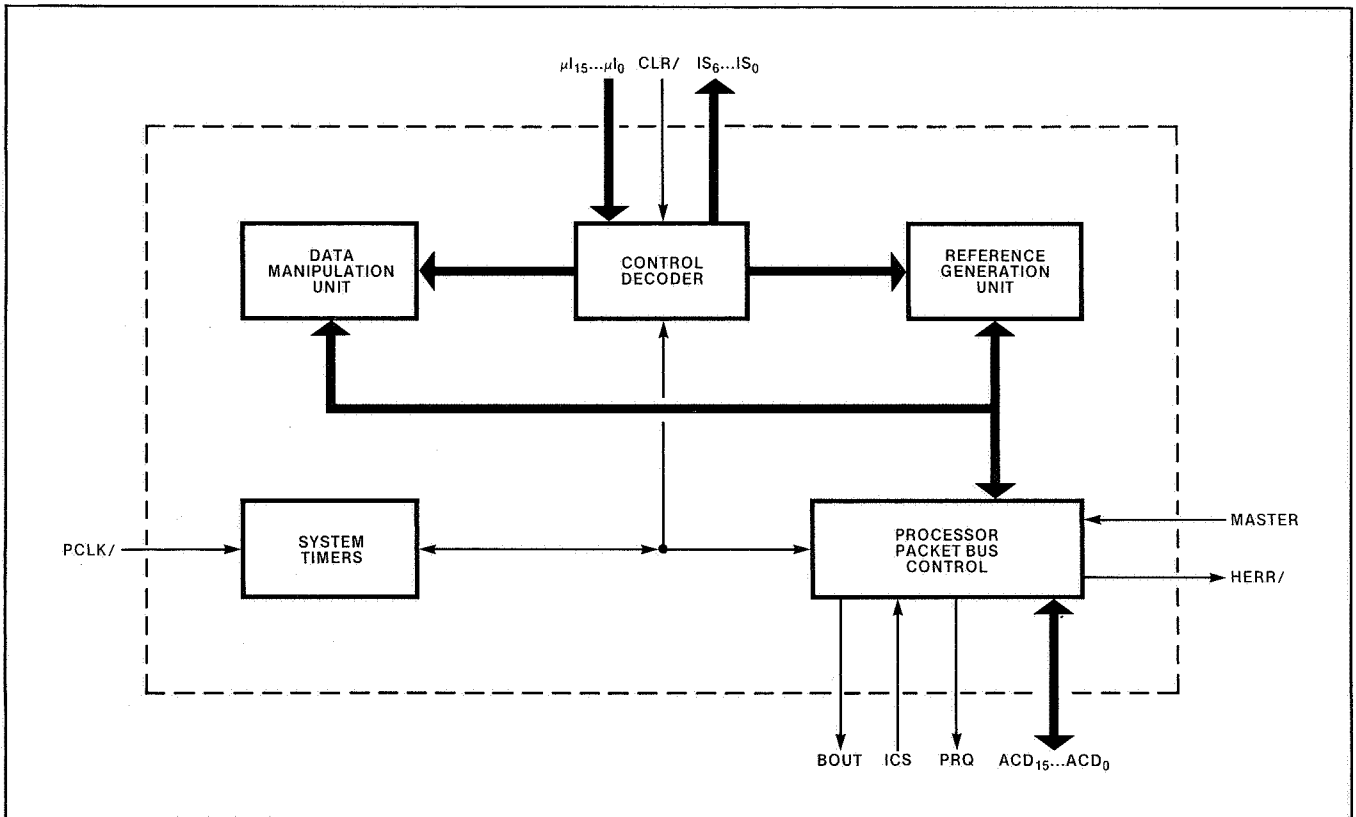 μI₁₅...μI₀ CLR/ IS₆...IS₀
DATA
MANIPULATION
UNIT
CONTROL
DECODER
REFERENCE
GENERATION
UNIT
PCLK/
SYSTEM
TIMERS
PROCESSOR
PACKET BUS
CONTROL
MASTER
HERR/
BOUT ICS PRQ ACD₁₅...ACD₀